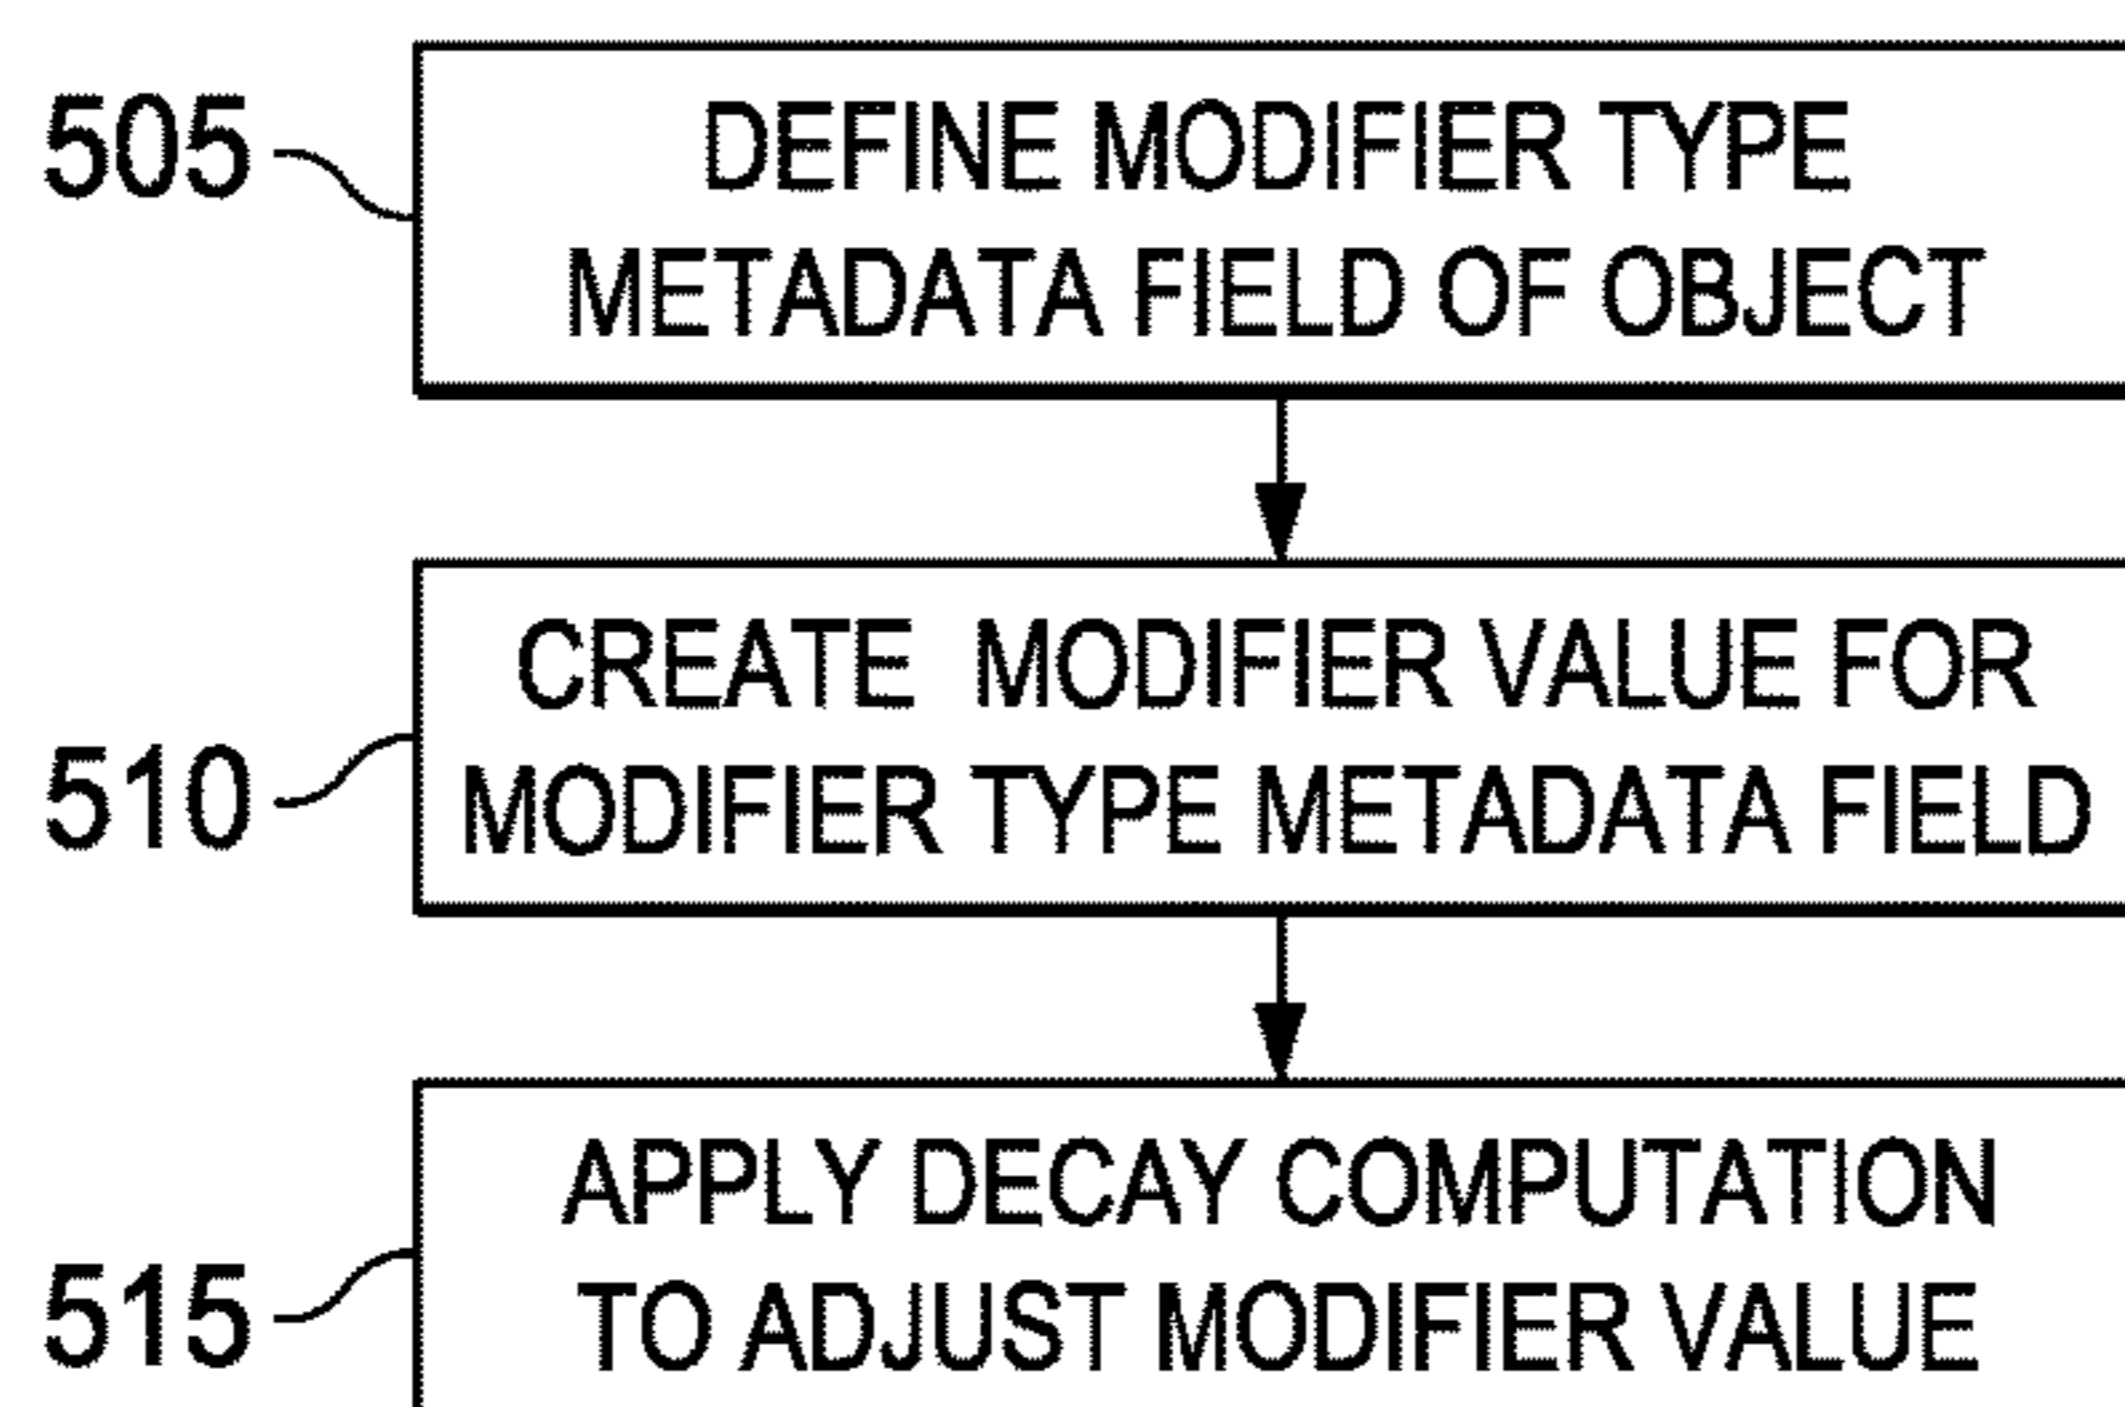 505
DEFINE MODIFIER TYPE
METADATA FIELD OF OBJECT
510
CREATE MODIFIER VALUE FOR
MODIFIER TYPE METADATA FIELD
515
APPLY DECAY COMPUTATION
TO ADJUST MODIFIER VALUE